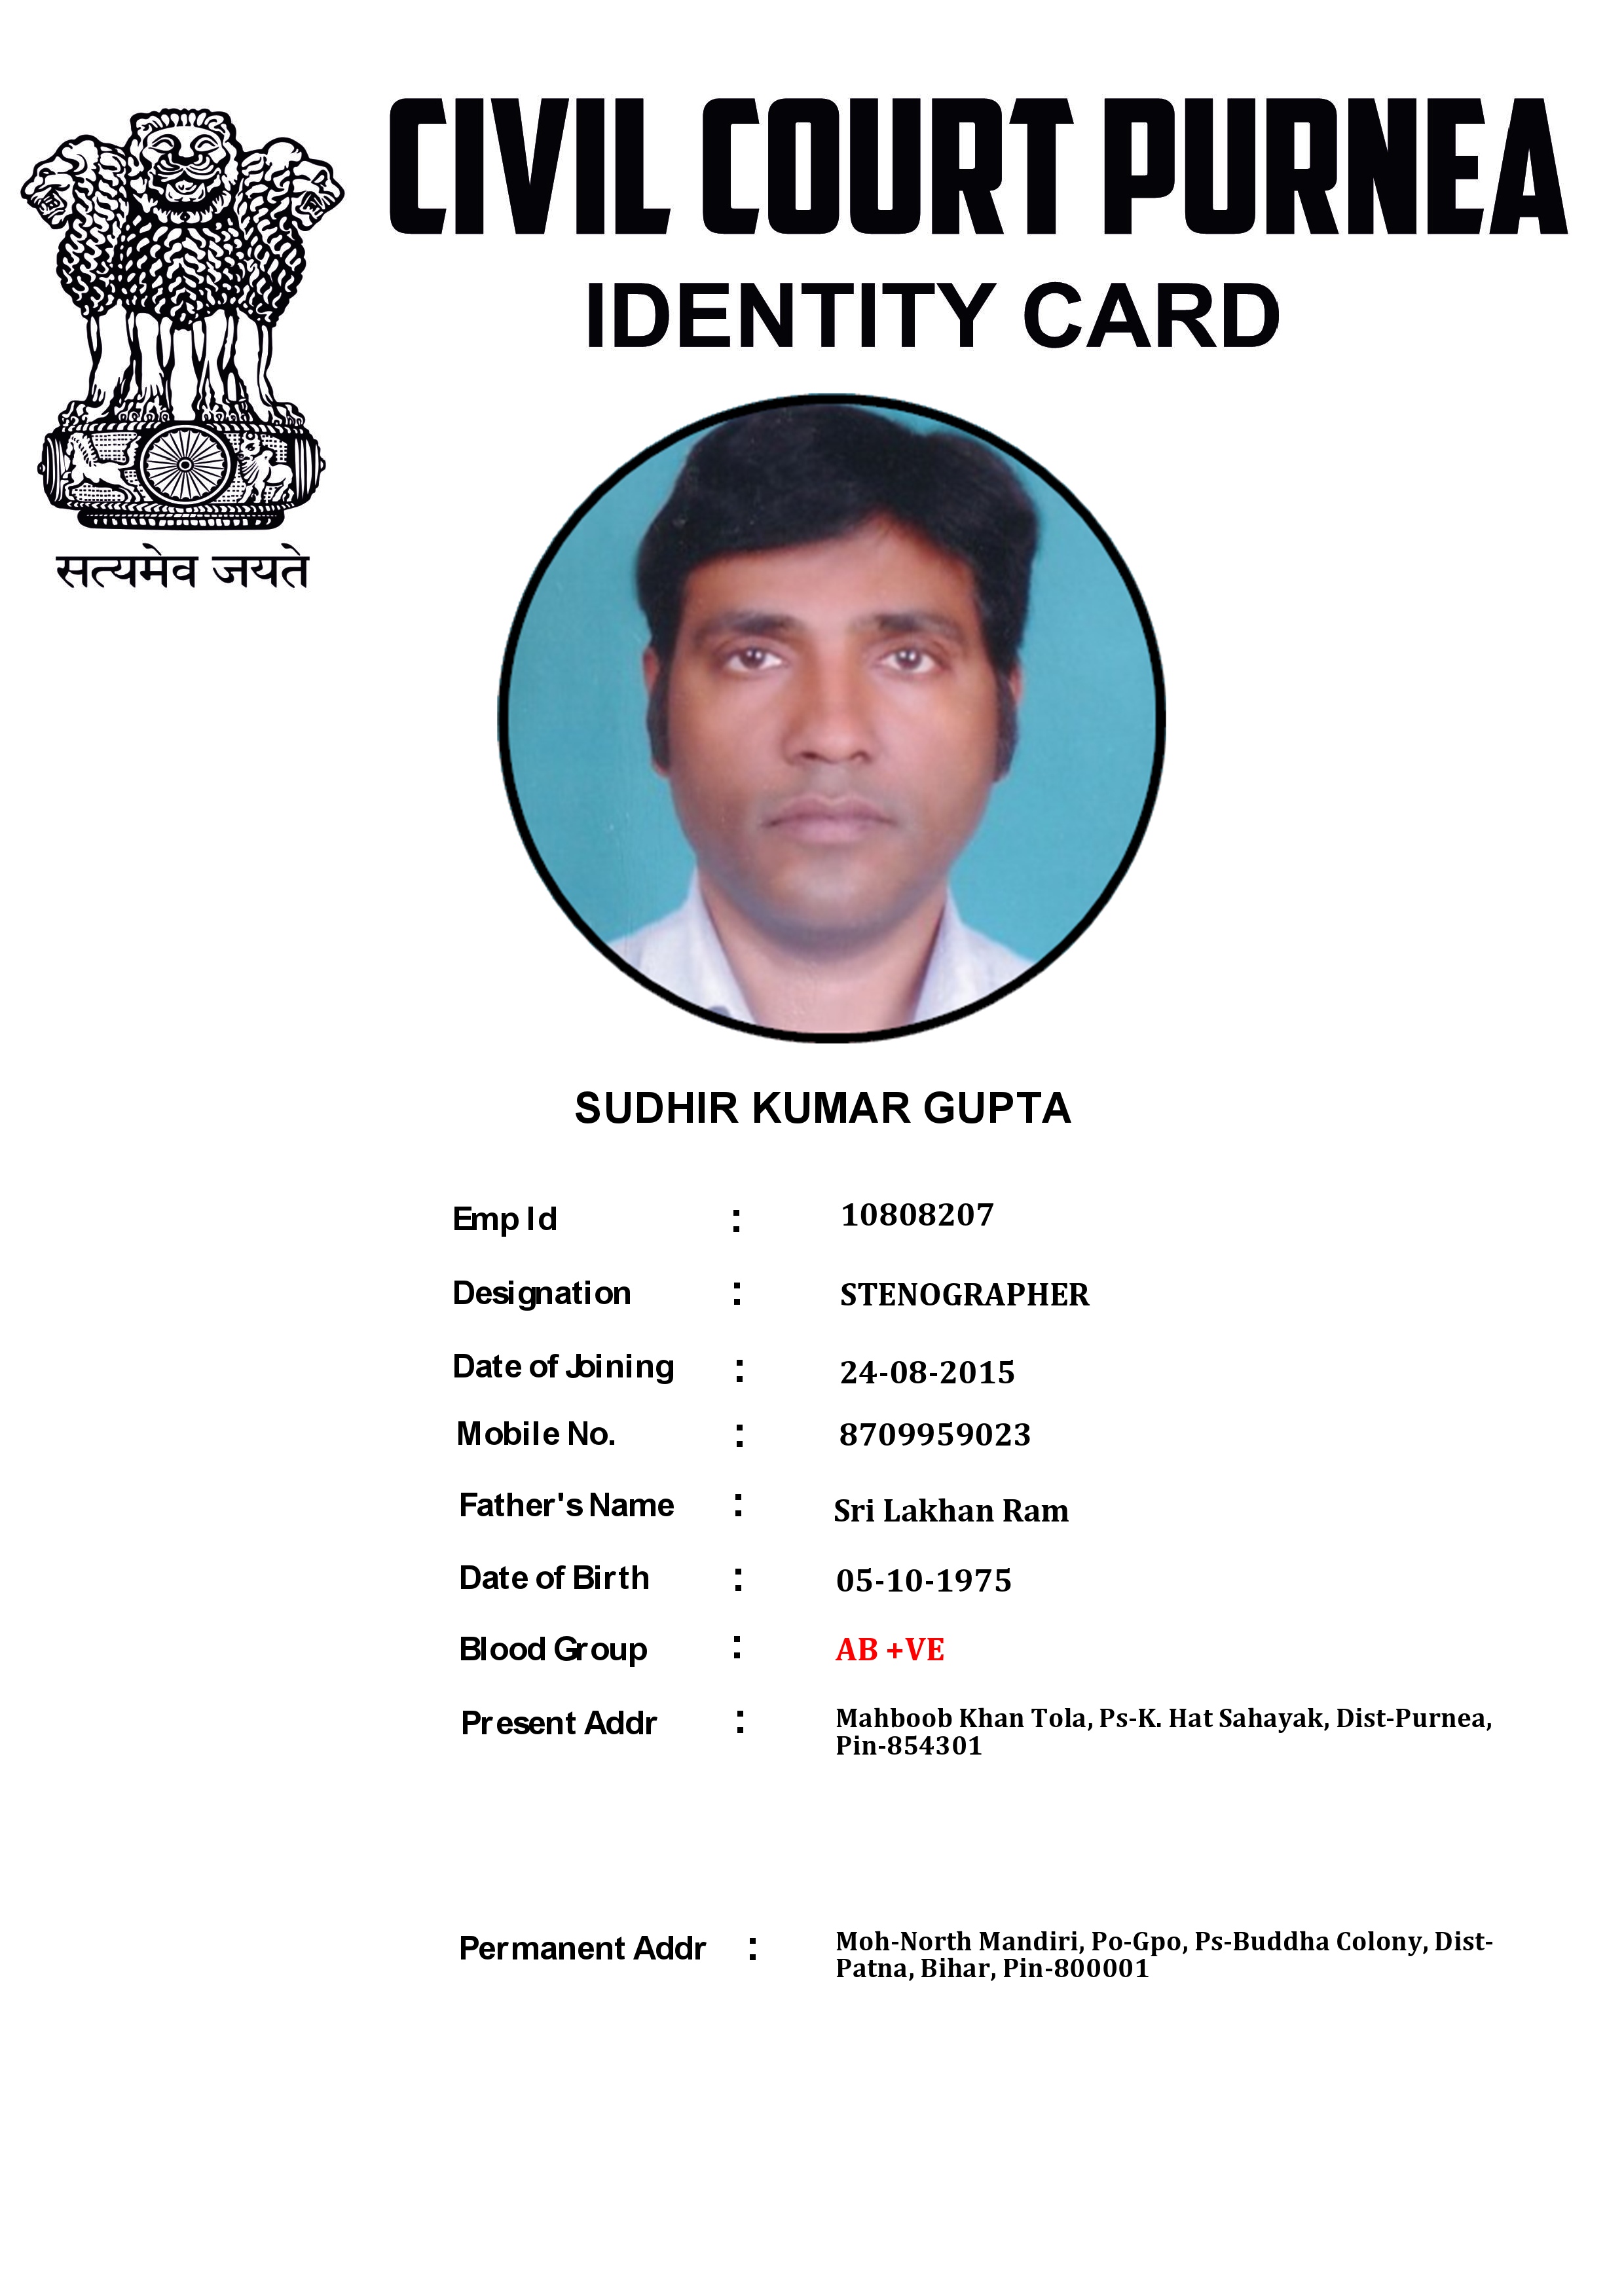 CIVIL COURT PURNEA
IDENTITY CARD
सत्यमेव जयते
SUDHIR KUMAR GUPTA
Emp Id : 10808207
Designation : STENOGRAPHER
Date of Joining : 24-08-2015
Mobile No. : 8709959023
Father's Name : Sri Lakhan Ram
Date of Birth : 05-10-1975
Blood Group : AB +VE
Present Addr : Mahboob Khan Tola, Ps-K. Hat Sahayak, Dist-Purnea,
Pin-854301
Permanent Addr : Moh-North Mandiri, Po-Gpo, Ps-Buddha Colony, Dist-
Patna, Bihar, Pin-800001